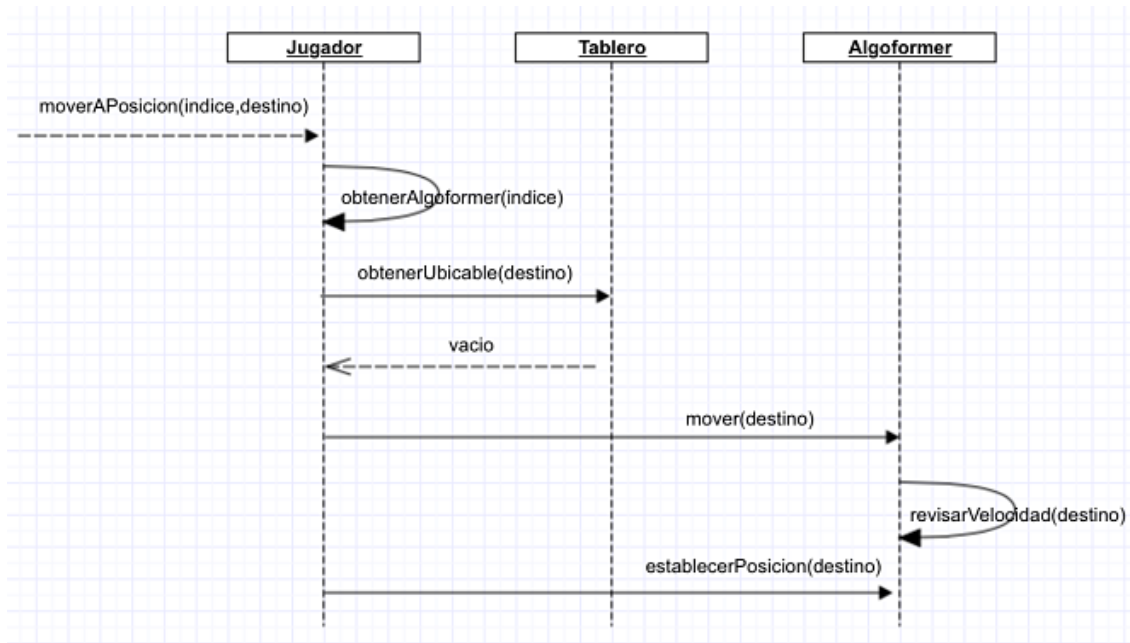 Jugador
Tablero
Algoformer
moverAPosicion(indice,destino)
obtenerAlgoformer(indice)
obtenerUbicable(destino)
vacio
mover(destino)
revisarVelocidad(destino)
establecerPosicion(destino)